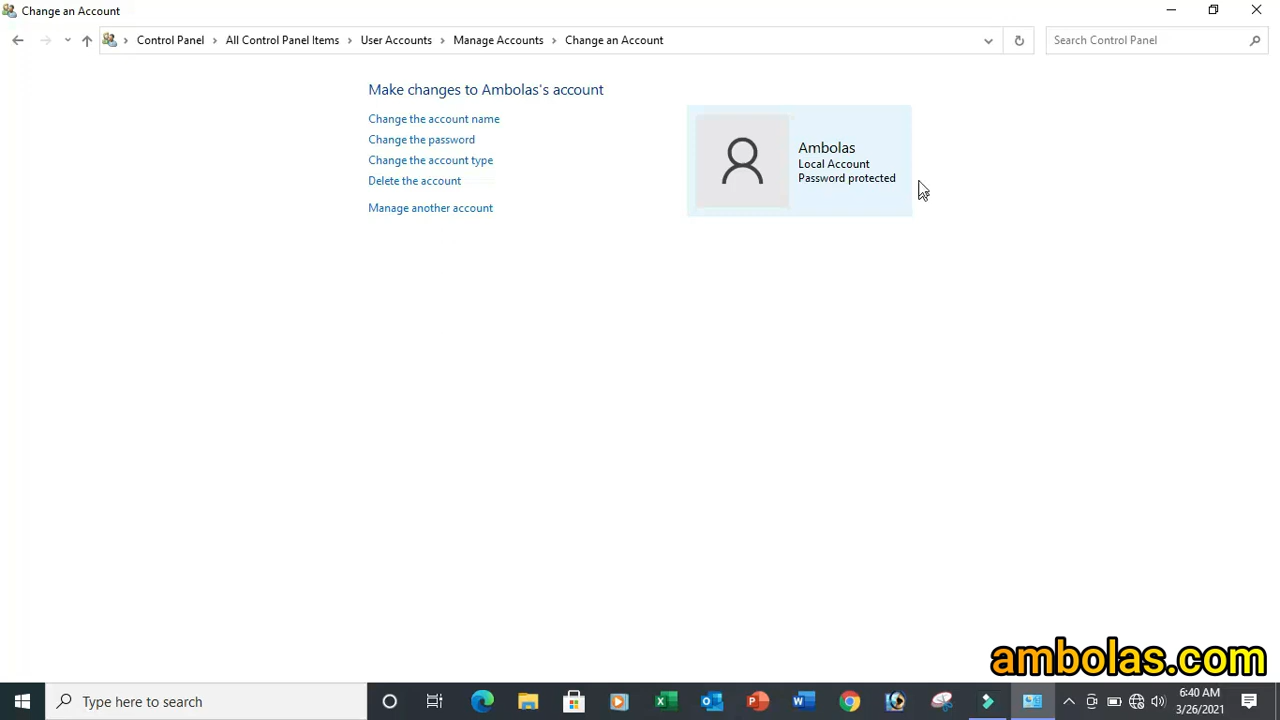 Change an Account
Control Panel > All Control Panel Items > User Accounts > Manage Accounts > Change an Account
Search Control Panel
Make changes to Ambolas's account
Change the account name
Change the password
Change the account type
Delete the account
Manage another account
Ambolas
Local Account
Password protected
ambolas.com
Type here to search
6:40 AM
3/26/2021